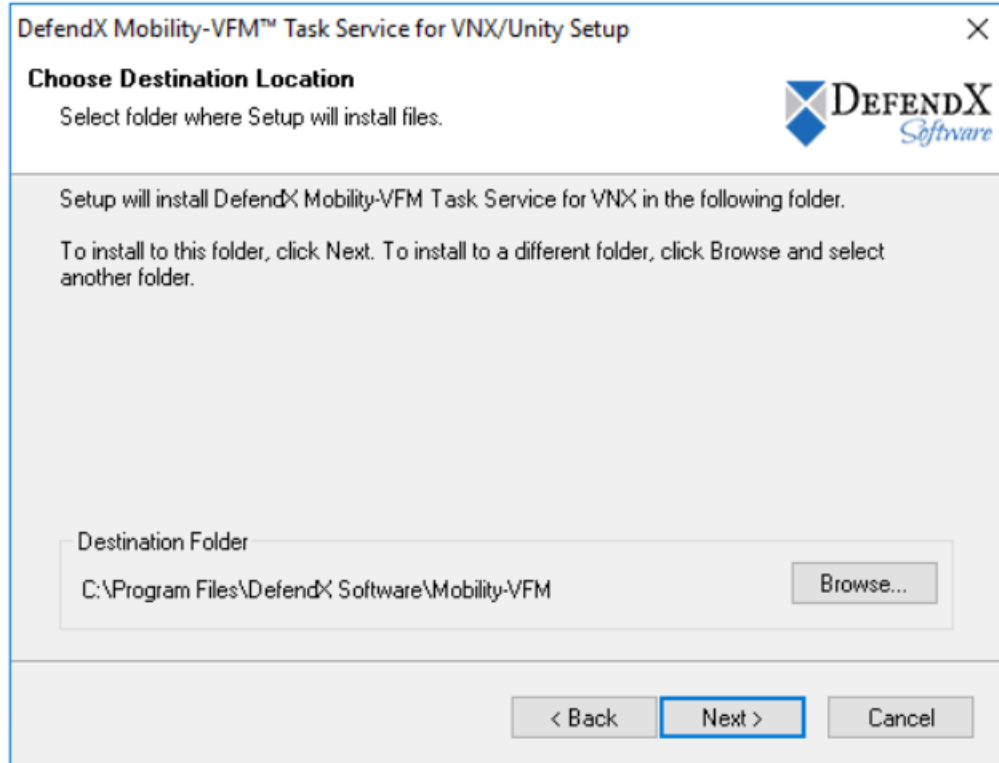 DefendX Mobility-VFM™ Task Service for VNX/Unity Setup
Choose Destination Location
Select folder where Setup will install files.
DEFENDX
Software
Setup will install DefendX Mobility-VFM Task Service for VNX in the following folder.
To install to this folder, click Next. To install to a different folder, click Browse and select
another folder.
Destination Folder
C:\Program Files\DefendX Software\Mobility-VFM
Browse...
< Back
Next >
Cancel